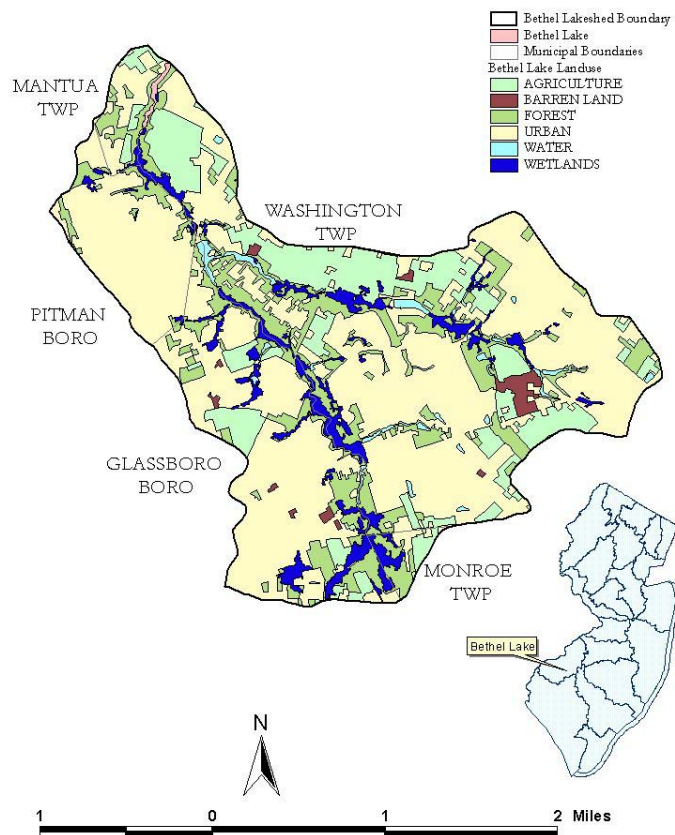 Bethel Lakeshed Boundary
Bethel Lake
Municipal Boundaries
Bethel Lake Landuse
AGRICULTURE
BARREN LAND
FOREST
URBAN
WATER
WETLANDS
MANTUA
TWP
WASHINGTON
TWP
PITMAN
BORO
GLASSBORO
BORO
MONROE
TWP
Bethel Lake
N
1 0 1 2 Miles